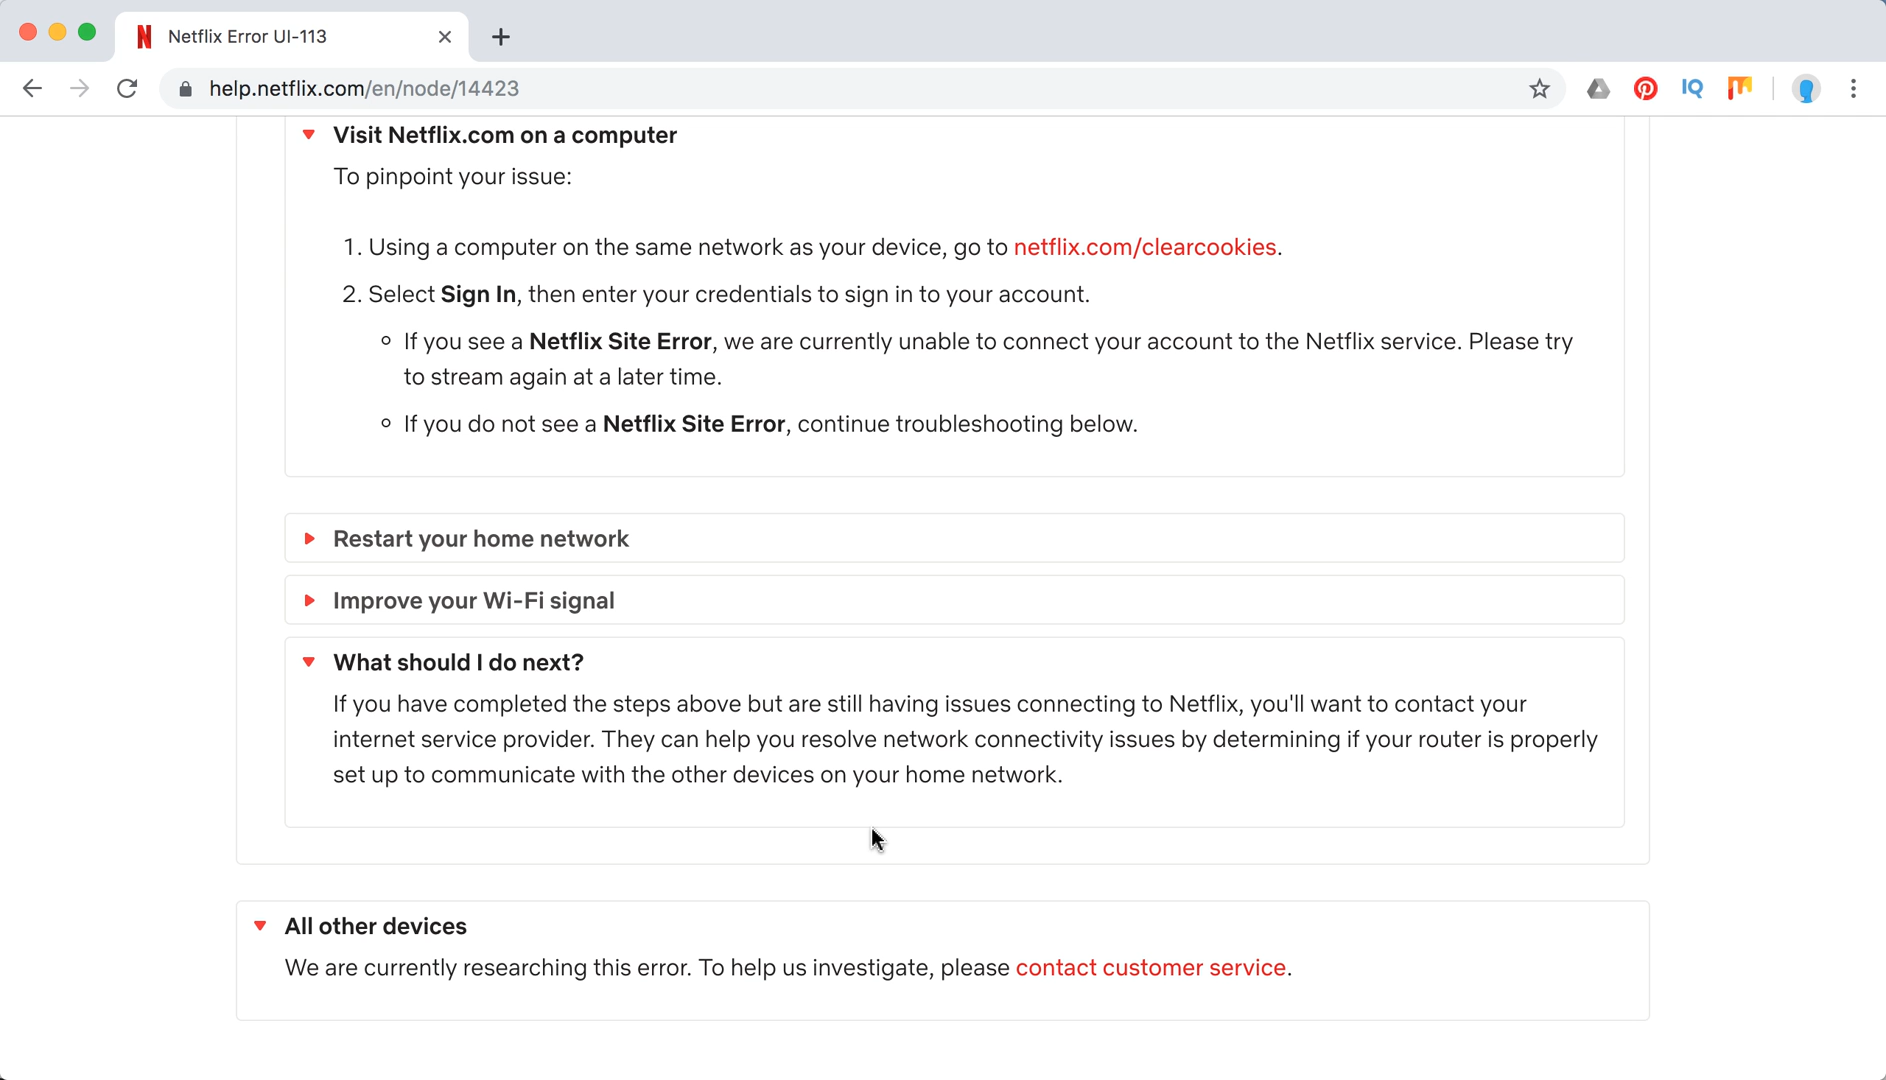 Netflix Error UI-113
help.netflix.com/en/node/14423
IQ
Visit Netflix.com on a computer
To pinpoint your issue:
1. Using a computer on the same network as your device, go to netflix.com/clearcookies.
2. Select Sign In, then enter your credentials to sign in to your account.
If you see a Netflix Site Error, we are currently unable to connect your account to the Netflix service. Please try
to stream again at a later time.
If you do not see a Netflix Site Error, continue troubleshooting below.
Restart your home network
Improve your Wi-Fi signal
What should I do next?
If you have completed the steps above but are still having issues connecting to Netflix, you'll want to contact your
internet service provider. They can help you resolve network connectivity issues by determining if your router is properly
set up to communicate with the other devices on your home network.
All other devices
We are currently researching this error. To help us investigate, please contact customer service.